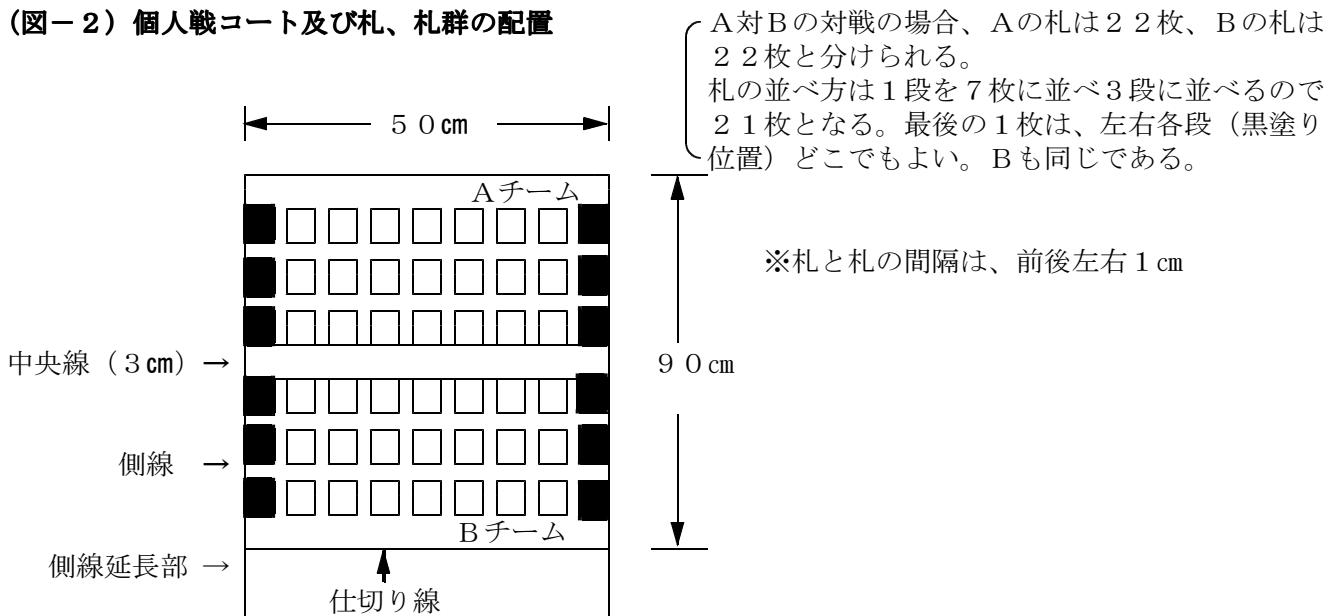 (図-2) 個人戦コート及び札、札群の配置
A対Bの対戦の場合、Aの札は22枚、Bの札は
22枚と分けられる。
札の並べ方は1段を7枚に並べ3段に並べるので
21枚となる。最後の1枚は、左右各段(黒塗り
位置)どこでもよい。Bも同じである。
50㎝
Aチーム
※札と札の間隔は、前後左右1㎝
中央線(3㎝)→
90㎝
側線 →
Bチーム
側線延長部 →
仕切り線